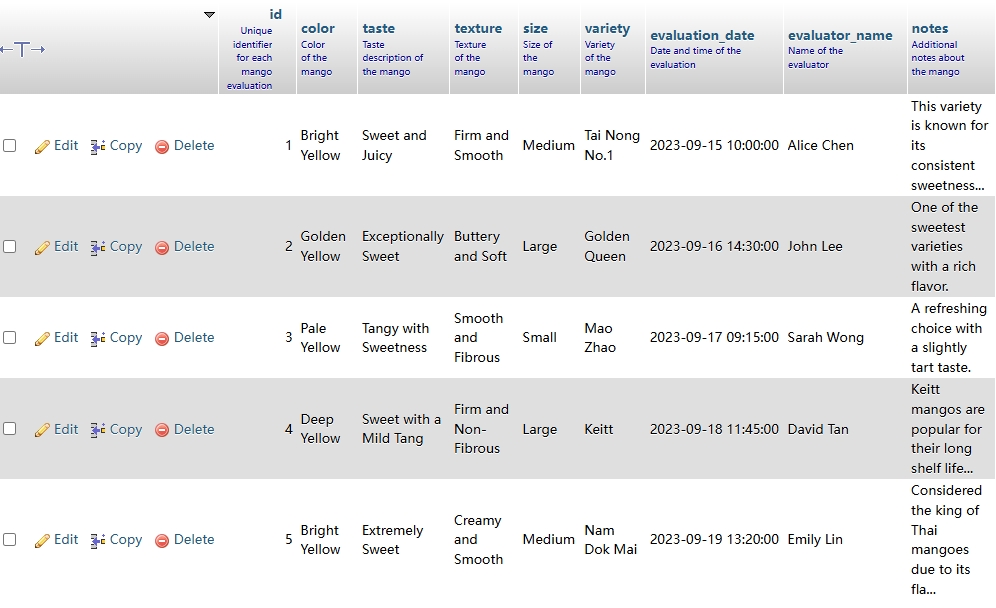 id
Unique
identifier
for each
mango
evaluation
color
Color
of the
mango
taste
Taste
description of
the mango
texture
Texture
of the
mango
size
Size of
the
mango
variety
Variety
of the
mango
evaluation_date
Date and time of the
evaluation
evaluator_name
Name of the
evaluator
notes
Additional
notes about
the mango
Edit Copy Delete
1
Bright
Yellow
Sweet and
Juicy
Firm and
Smooth
Medium
Tai Nong
No.1
2023-09-15 10:00:00
Alice Chen
This variety
is known for
its
consistent
sweetness...
Edit Copy Delete
2
Golden
Yellow
Exceptionally
Sweet
Buttery
and Soft
Large
Golden
Queen
2023-09-16 14:30:00
John Lee
One of the
sweetest
varieties
with a rich
flavor.
Edit Copy Delete
3
Pale
Yellow
Tangy with
Sweetness
Smooth
and
Fibrous
Small
Mao
Zhao
2023-09-17 09:15:00
Sarah Wong
A refreshing
choice with
a slightly
tart taste.
Edit Copy Delete
4
Deep
Yellow
Sweet with a
Mild Tang
Firm and
Non-
Fibrous
Large
Keitt
2023-09-18 11:45:00
David Tan
Keitt
mangos are
popular for
their long
shelf life...
Edit Copy Delete
5
Bright
Yellow
Extremely
Sweet
Creamy
and
Smooth
Medium
Nam
Dok Mai
2023-09-19 13:20:00
Emily Lin
Considered
the king of
Thai
mangoes
due to its
fla...